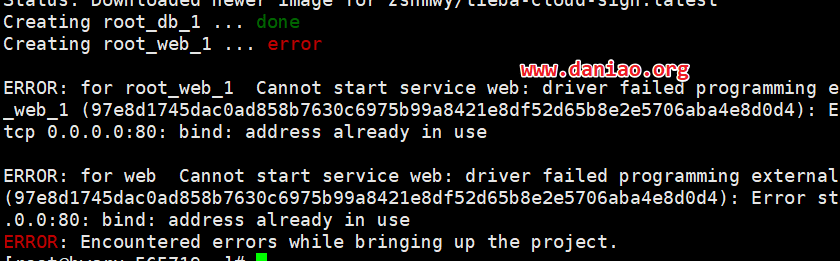 Status: Downloaded newer image for zsnmwy/tieba-cloud-sign:latest
Creating root_db_1 ... done
Creating root_web_1 ... error
www.daniao.org
ERROR: for root_web_1  Cannot start service web: driver failed programming e
_web_1 (97e8d1745dac0ad858b7630c6975b99a8421e8df52d65b8e2e5706aba4e8d0d4): E
tcp 0.0.0.0:80: bind: address already in use
ERROR: for web  Cannot start service web: driver failed programming external
(97e8d1745dac0ad858b7630c6975b99a8421e8df52d65b8e2e5706aba4e8d0d4): Error st
.0.0:80: bind: address already in use
ERROR: Encountered errors while bringing up the project.